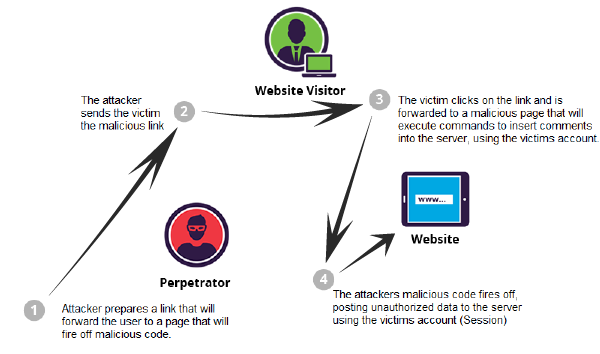 Website Visitor
1
Attacker prepares a link that will
forward the user to a page that will
fire off malicious code.
Perpetrator
2
The attacker
sends the victim
the malicious link
3
The victim clicks on the link and is
forwarded to a malicious page that will
execute commands to insert comments
into the server, using the victims account.
www...
Website
4
The attackers malicious code fires off,
posting unauthorized data to the server
using the victims account (Session)